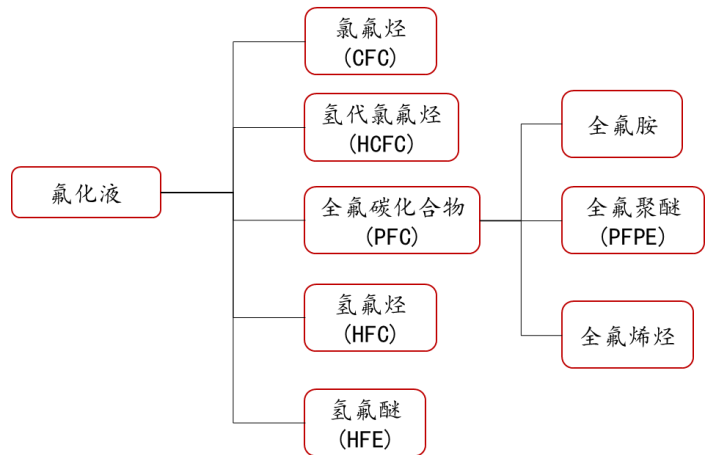 氟化液
氯氟烃
(CFC)
氢代氯氟烃
(HCFC)
全氟碳化合物
(PFC)
氢氟烃
(HFC)
氢氟醚
(HFE)
全氟胺
全氟聚醚
(PFPE)
全氟烯烃